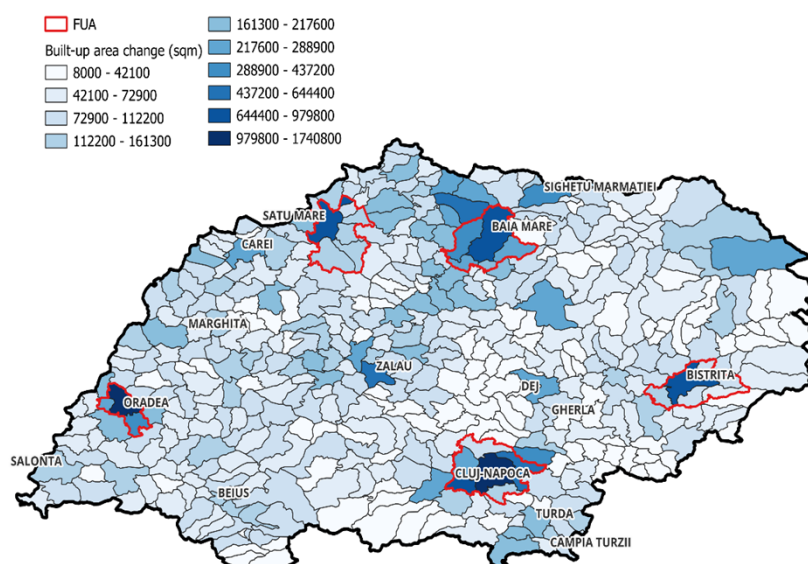 FUA
Built-up area change (sqm)
8000 - 42100
42100 - 72900
72900 - 112200
112200 - 161300
161300 - 217600
217600 - 288900
288900 - 437200
437200 - 644400
644400 - 979800
979800 - 1740800
SIGHETU MARMATIEI
SATU MARE
BAIA MARE
CAREI
MARGHITA
ZALAU
BISTRITA
DEJ
ORADEA
GHERLA
SALONTA
CLUJ-NAPOCA
BEIUS
TURDA
CAMPIA TURZII